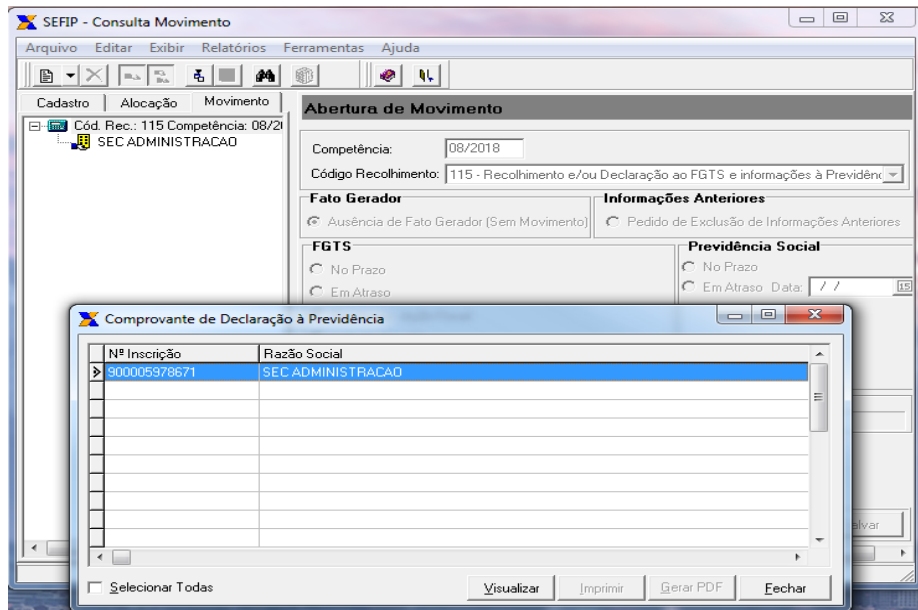 SEFIP - Consulta Movimento
Arquivo Editar Exibir Relatórios Ferramentas Ajuda
Cadastro Alocação Movimento
Cód. Rec.: 115 Competência: 08/2
SEC ADMINISTRACAO
Abertura de Movimento
Competência: 08/2018
Código Recolhimento: 115 - Recolhimento e/ou Declaração ao FGTS e informações à Previdênc
Fato Gerador
Ausência de Fato Gerador (Sem Movimento)
Informações Anteriores
Pedido de Exclusão de Informações Anteriores
FGTS
No Prazo
Em Atraso
Previdência Social
No Prazo
Em Atraso Data: / / 15
Comprovante de Declaração à Previdência
Nº Inscrição Razão Social
900005978671 SEC ADMINISTRACAO
alvar
Selecionar Todas Visualizar Imprimir Gerar PDF Fechar